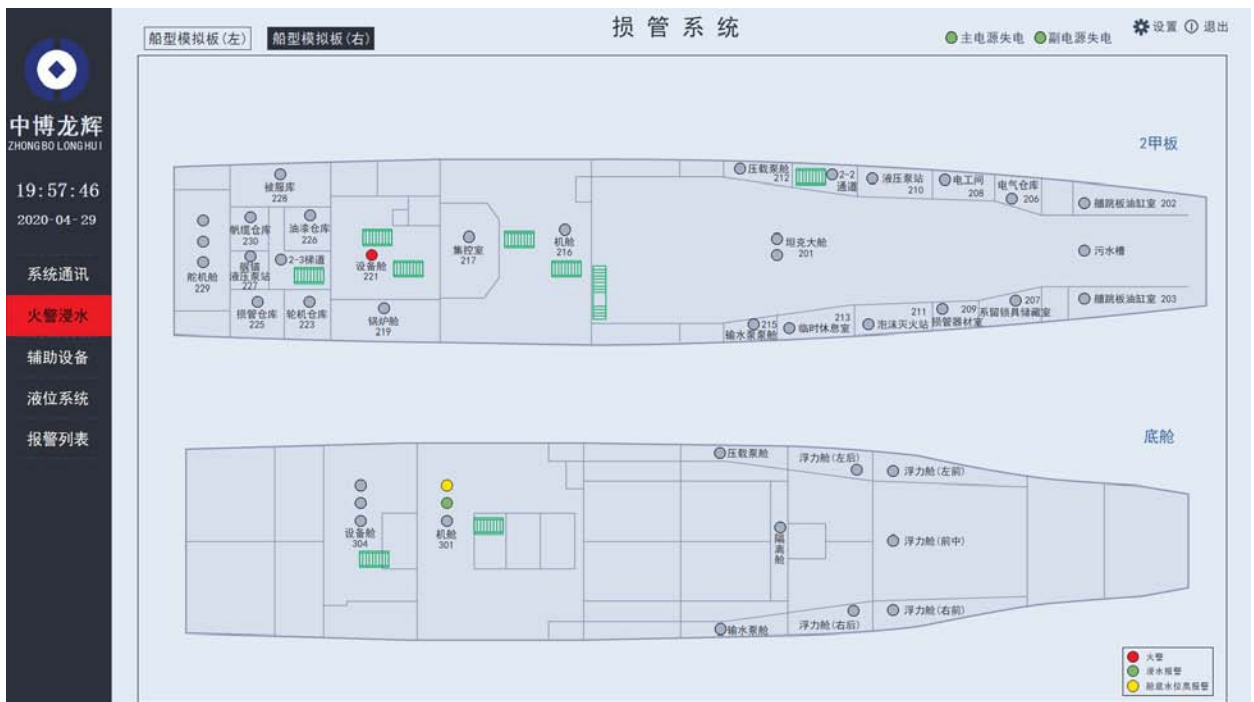 船型模拟板(左)
船型模拟板(右)
损管系统
主电源失电
副电源失电
设置
退出
中博龙辉
ZHONGBO LONGHUI
19:57:46
2020-04-29
系统通讯
火警浸水
辅助设备
液位系统
报警列表
2甲板
被服库
228
帆缆仓库
230
油漆仓库
226
舵机舱
229
液压泵站
227
2-3梯道
损管仓库
225
轮机仓库
223
设备舱
221
锅炉舱
219
集控室
217
机舱
216
压载泵舱
212
2-2
通道
液压泵站
210
电工间
208
电气仓库
206
艏跳板油缸室 202
坦克大舱
201
污水槽
215
输水泵泵舱
213
临时休息室
211
泡沫灭火站
209
损管器材室
207
系留锁具储藏室
艏跳板油缸室 203
底舱
压载泵舱
浮力舱(左后)
浮力舱(左前)
设备舱
304
机舱
301
隔离舱
浮力舱(前中)
输水泵舱
浮力舱(右后)
浮力舱(右前)
火警
浸水报警
舱底水位高报警